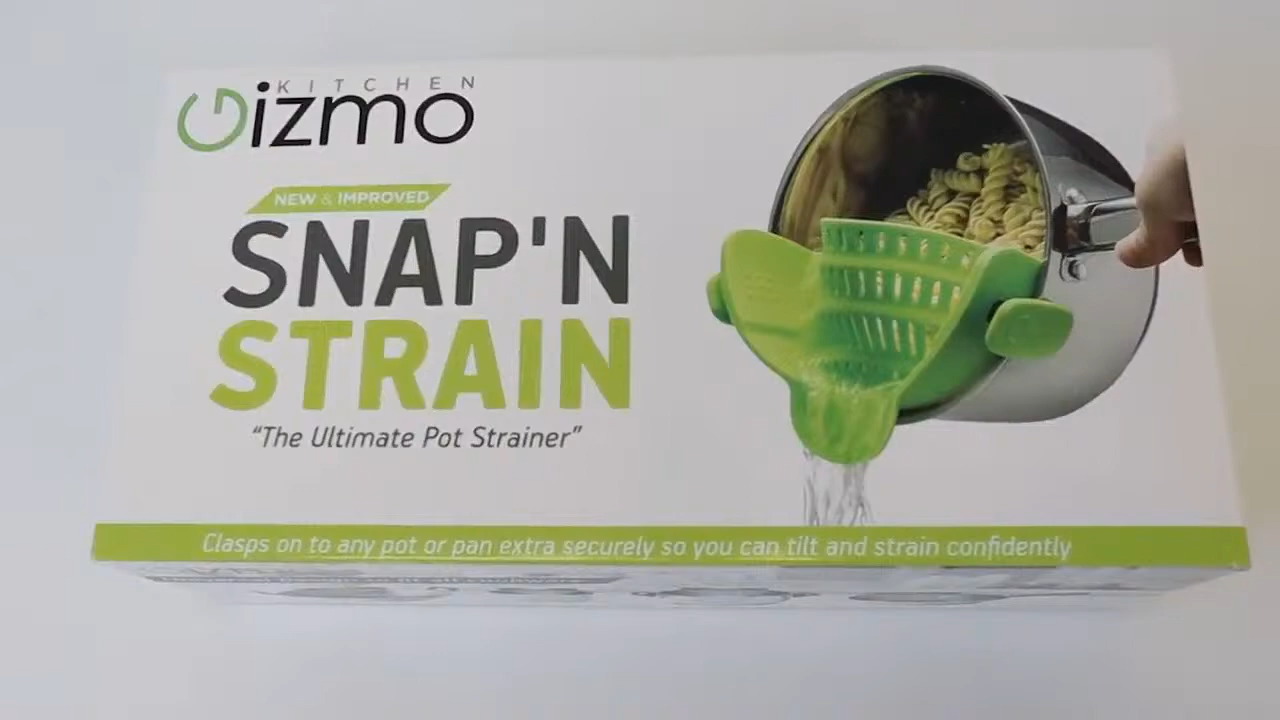 KITCHEN
Gizmo
NEW & IMPROVED
SNAP'N
STRAIN
“The Ultimate Pot Strainer”
Clasps on to any pot or pan extra securely so you can tilt and strain confidently